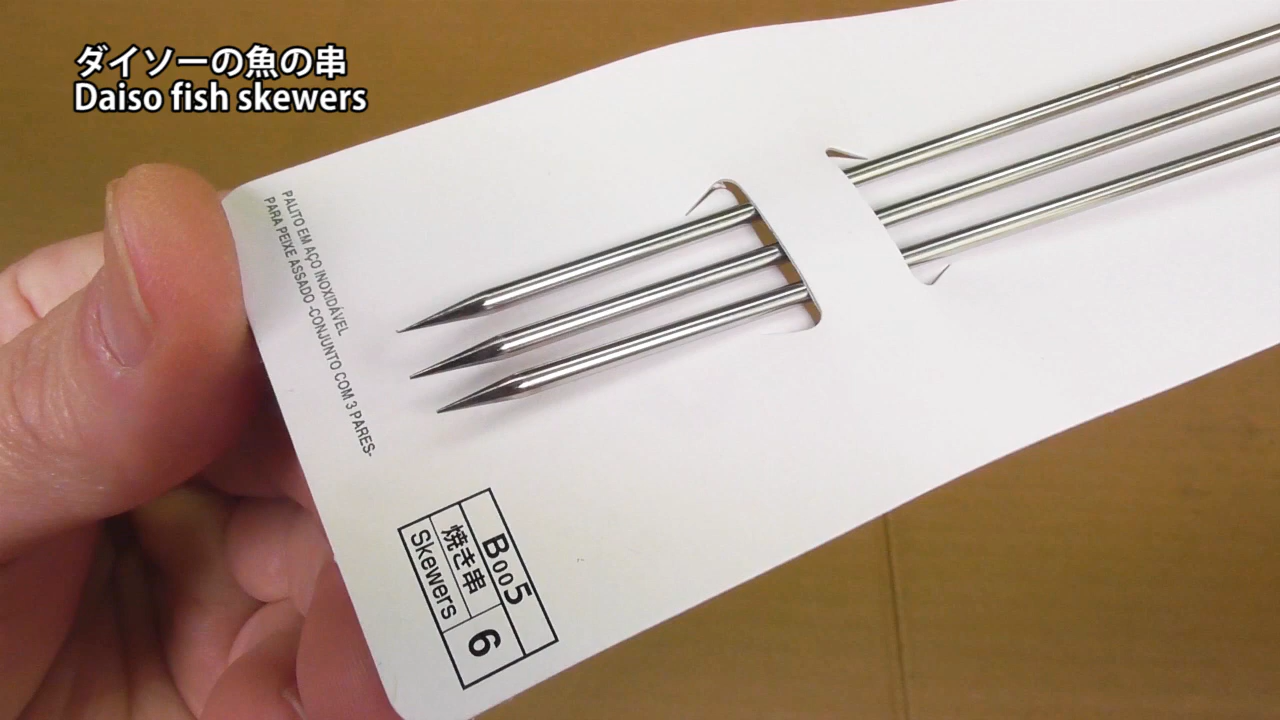 ダイソーの魚の串
Daiso fish skewers
PALITO EM AÇO INOXIDÁVEL
PARA PEIXE ASSADO -CONJUNTO COM 3 PARES-
B005
焼き串
Skewers
6